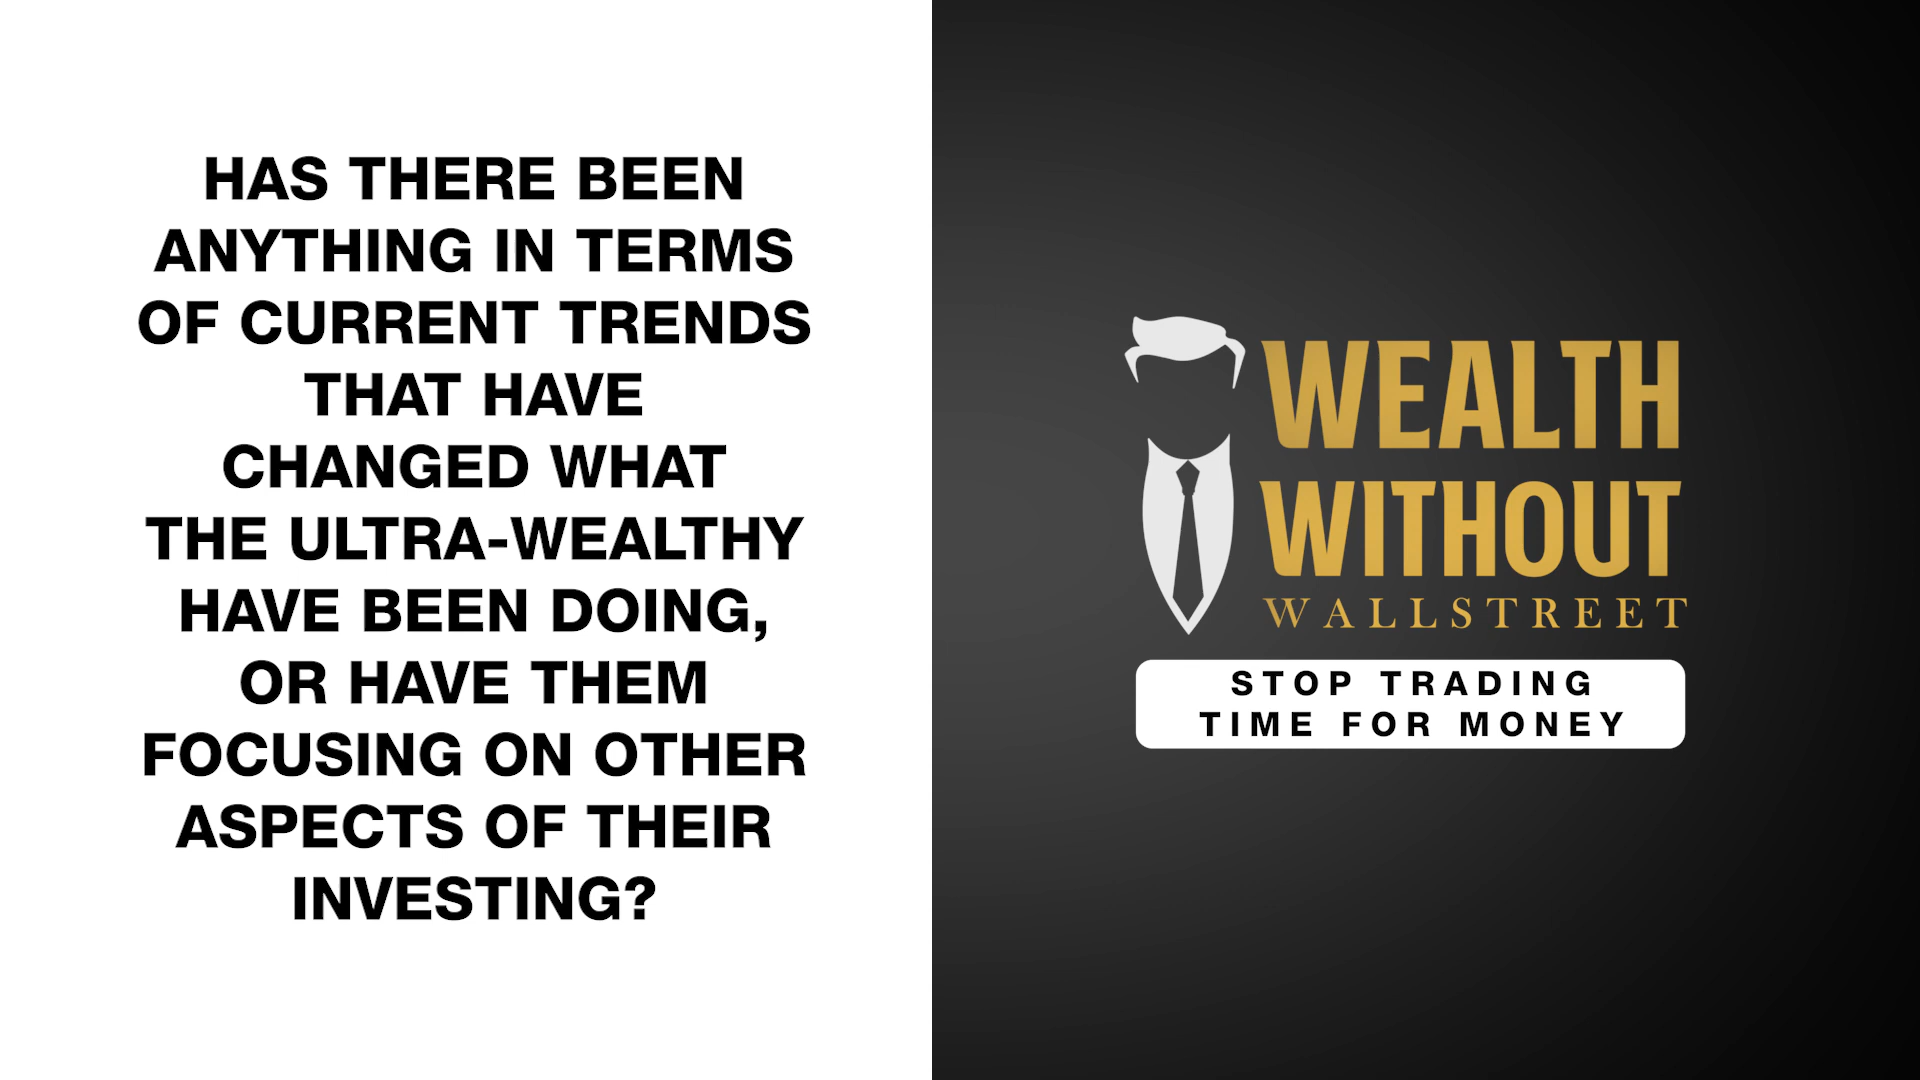 HAS THERE BEEN
ANYTHING IN TERMS
OF CURRENT TRENDS
THAT HAVE
CHANGED WHAT
THE ULTRA-WEALTHY
HAVE BEEN DOING,
OR HAVE THEM
FOCUSING ON OTHER
ASPECTS OF THEIR
INVESTING?
WEALTH
WITHOUT
WALLSTREET
STOP TRADING
TIME FOR MONEY